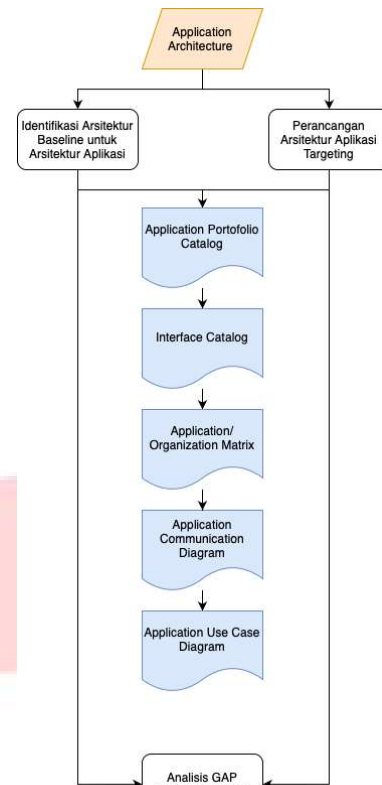 Application
Architecture
Identifikasi Arsitektur
Baseline untuk
Arsitektur Aplikasi
Perancangan
Arsitektur Aplikasi
Targeting
Application Portofolio
Catalog
Interface Catalog
Application/
Organization Matrix
Application
Communication
Diagram
Application Use Case
Diagram
Analisis GAP